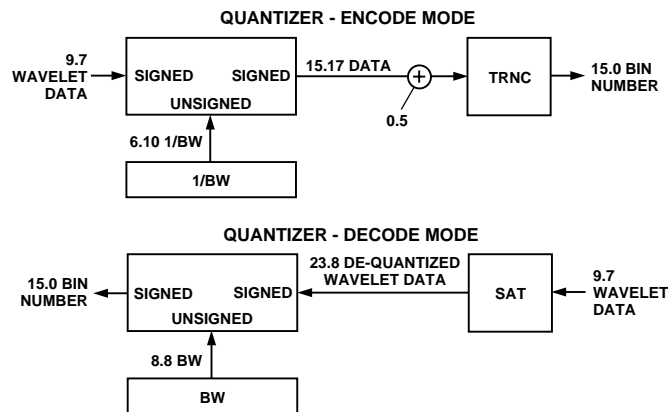 QUANTIZER - ENCODE MODE
9.7
WAVELET
DATA
SIGNED
SIGNED
UNSIGNED
15.17 DATA
0.5
TRNC
15.0 BIN
NUMBER
6.10 1/BW
1/BW
QUANTIZER - DECODE MODE
15.0 BIN
NUMBER
SIGNED
SIGNED
UNSIGNED
23.8 DE-QUANTIZED
WAVELET DATA
SAT
9.7
WAVELET
DATA
8.8 BW
BW